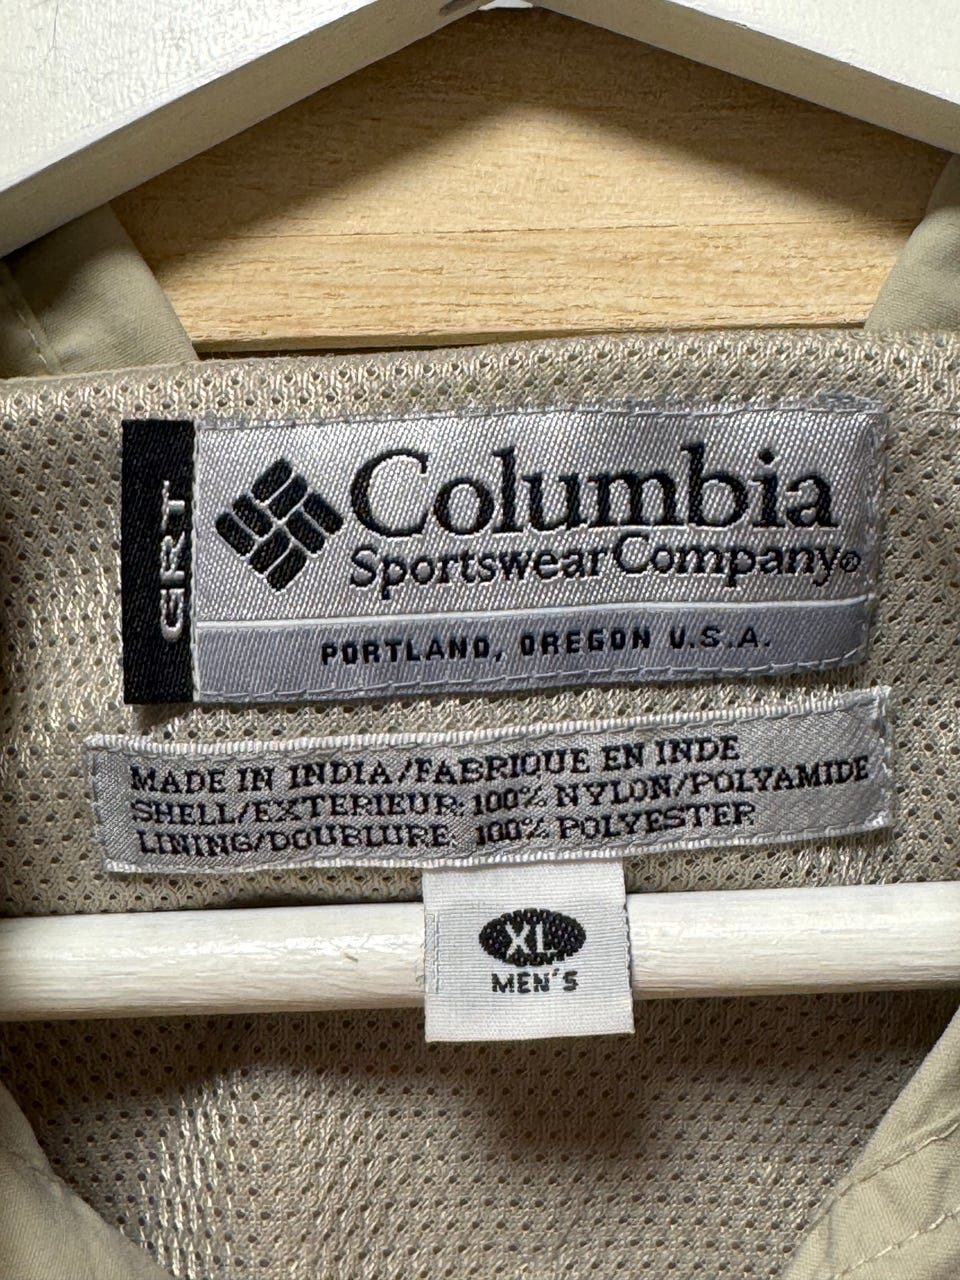 GRT
Columbia
Sportswear Company®
PORTLAND, OREGON U.S.A.
MADE IN INDIA/FABRIQUE EN INDE
SHELL/EXTERIEUR: 100% NYLON/POLYAMIDE
LINING/DOUBLURE: 100% POLYESTER
XL
MEN'S